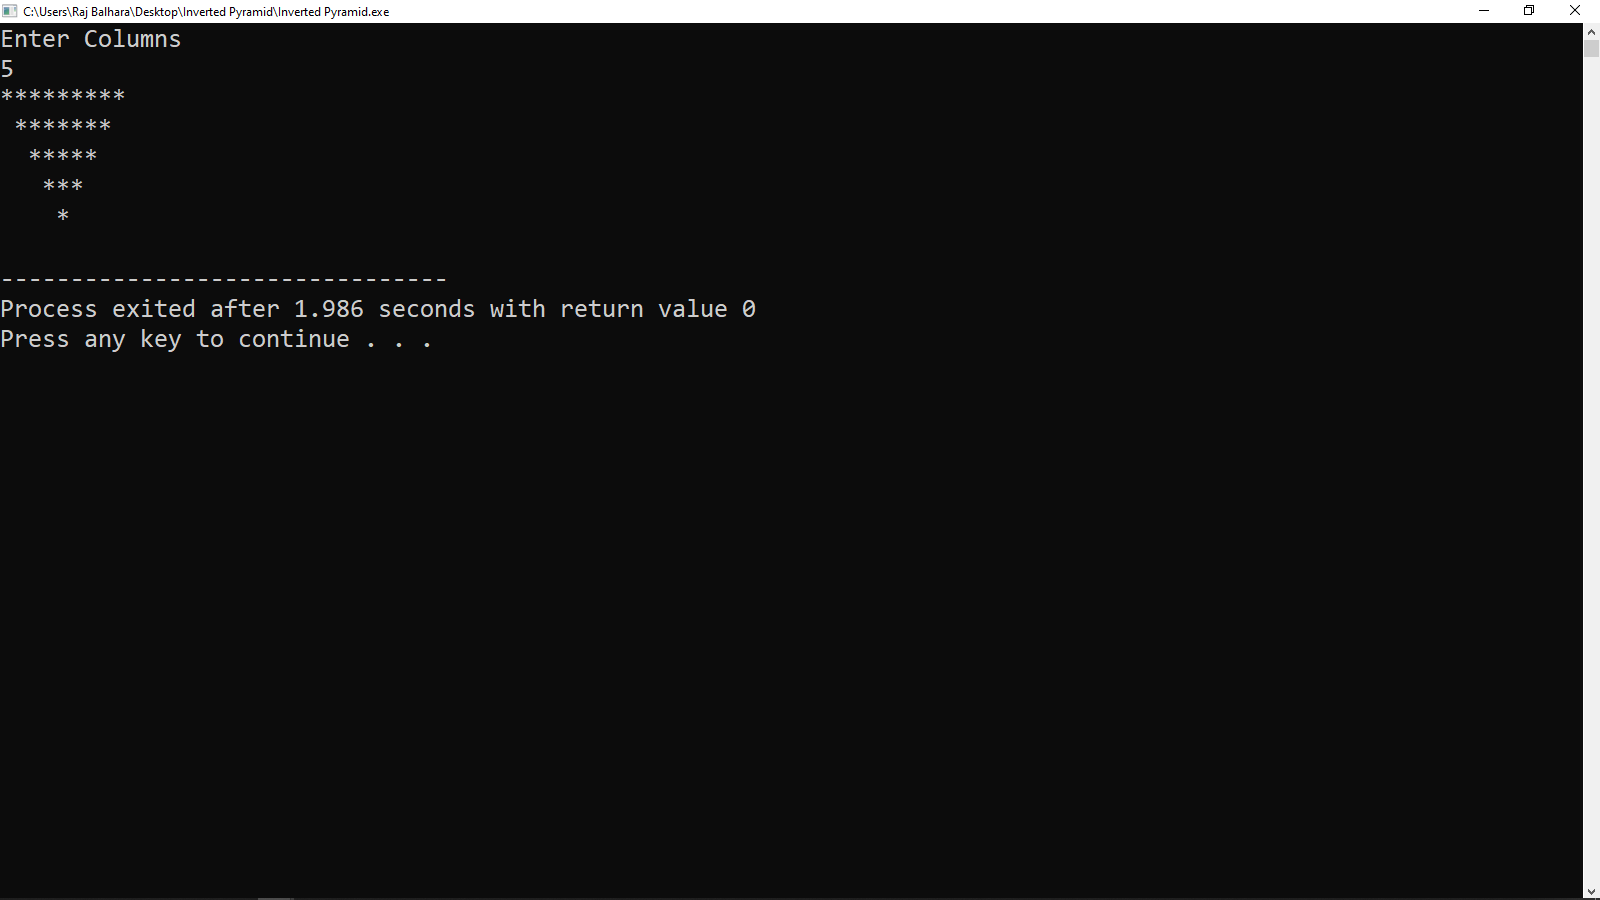 C:\Users\Raj Balhara\Desktop\Inverted Pyramid\Inverted Pyramid.exe
Enter Columns
5
*********
 *******
  *****
   ***
    *
--------------------------------
Process exited after 1.986 seconds with return value 0
Press any key to continue . . .